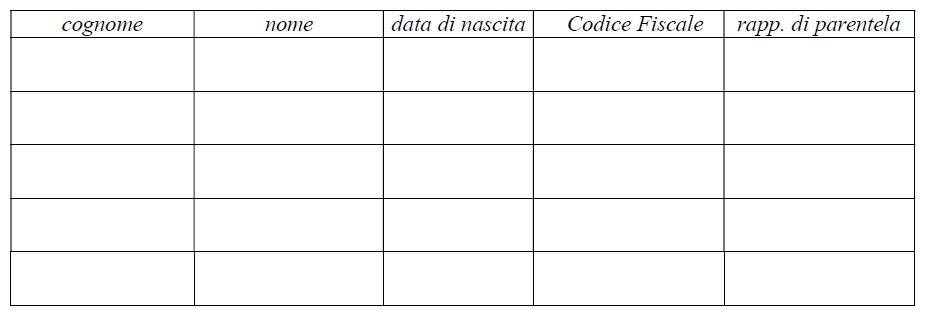 cognome nome data di nascita Codice Fiscale rapp. di parentela